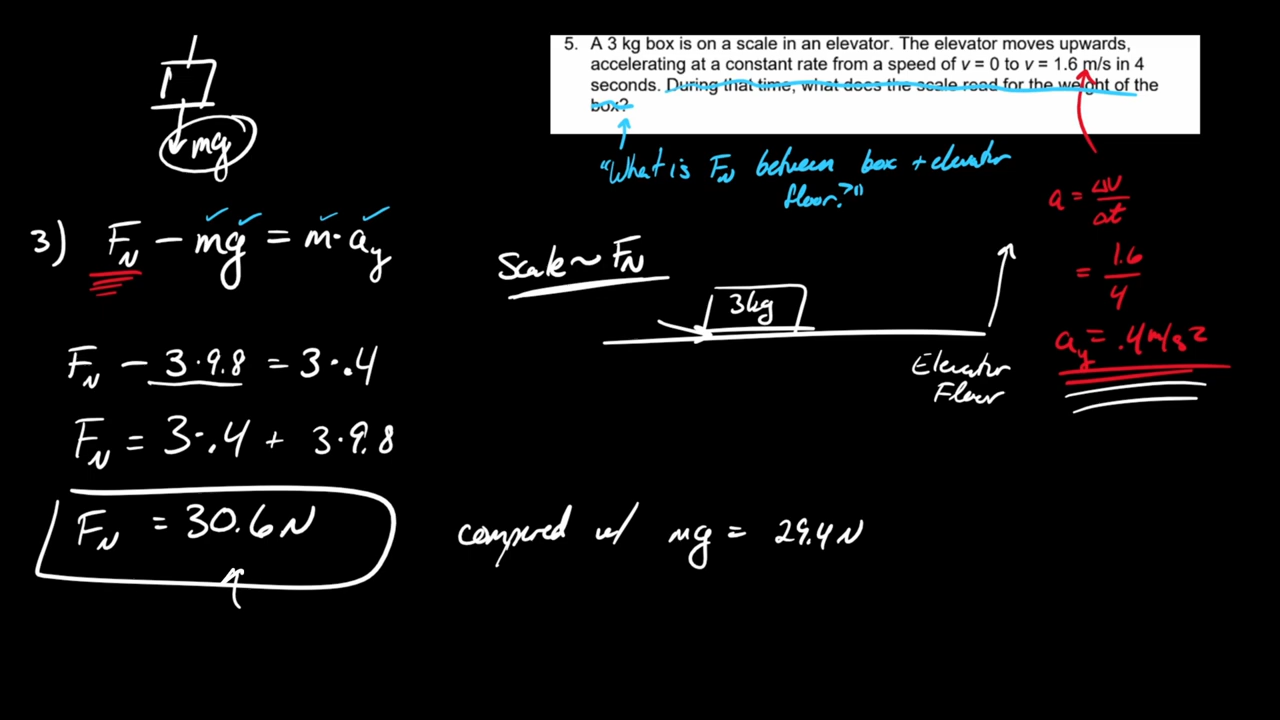 5. A 3 kg box is on a scale in an elevator. The elevator moves upwards,
accelerating at a constant rate from a speed of v = 0 to v = 1.6 m/s in 4
seconds. During that time, what does the scale read for the weight of the
box?
"What is F_N between box + elevator
floor?"
mg
3) F_N - mg = m · a_y
F_N - 3·9.8 = 3·.4
F_N = 3·.4 + 3·9.8
F_N = 30.6 N
compared w/ mg = 29.4 N
Scale ~ F_N
3kg
Elevator
Floor
a = Δv/Δt
= 1.6/4
a_y = .4 m/s²